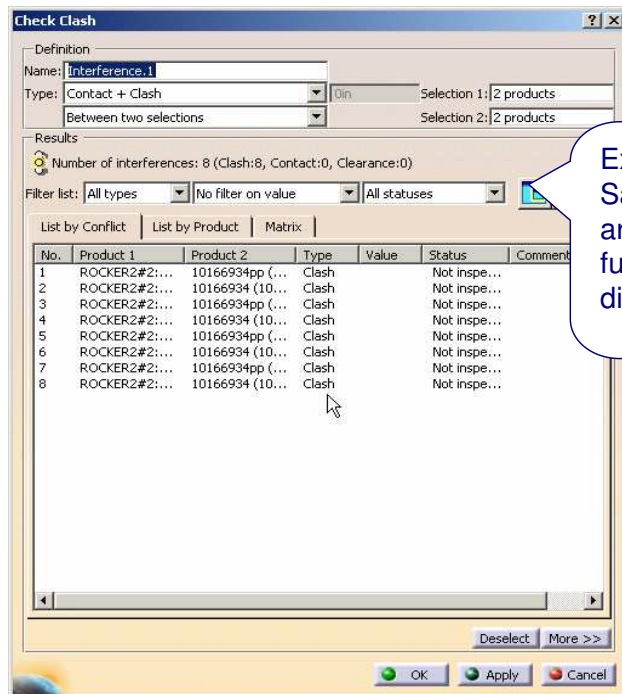 Check Clash
Definition
Name: Interference.1
Type: Contact + Clash 0in Selection 1: 2 products
Between two selections Selection 2: 2 products
Results
Number of interferences: 8 (Clash:8, Contact:0, Clearance:0)
Filter list: All types No filter on value All statuses
List by Conflict List by Product Matrix
No. Product 1 Product 2 Type Value Status Comment
1 ROCKER2#2:... 10166934pp (... Clash Not inspe...
2 ROCKER2#2:... 10166934 (10... Clash Not inspe...
3 ROCKER2#2:... 10166934pp (... Clash Not inspe...
4 ROCKER2#2:... 10166934 (10... Clash Not inspe...
5 ROCKER2#2:... 10166934pp (... Clash Not inspe...
6 ROCKER2#2:... 10166934 (10... Clash Not inspe...
7 ROCKER2#2:... 10166934pp (... Clash Not inspe...
8 ROCKER2#2:... 10166934 (10... Clash Not inspe...
Deselect More >>
OK Apply Cancel